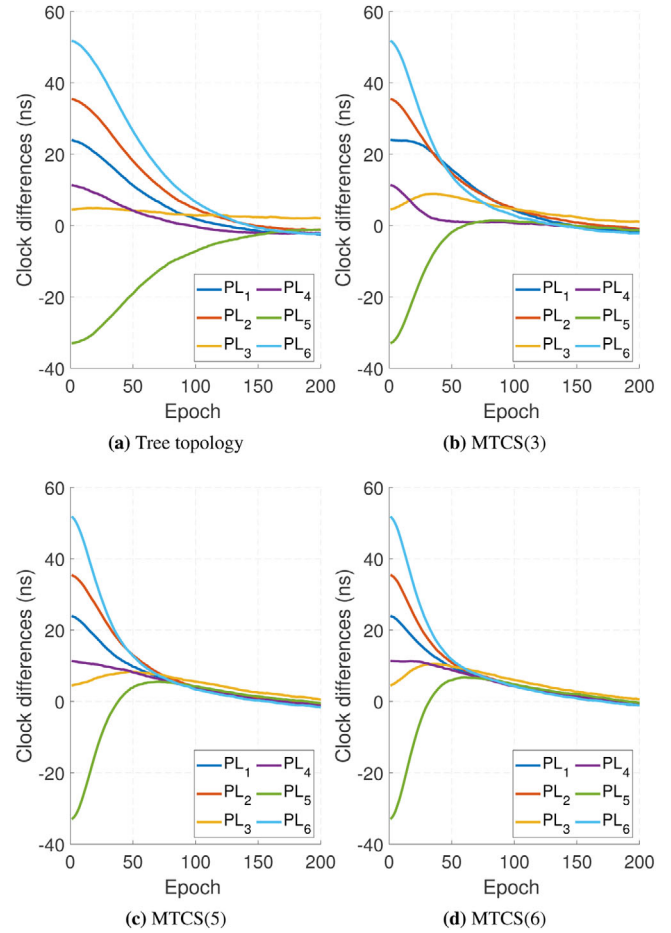 60
40
20
0
-20
-40
Clock differences (ns)
PL1 PL4
PL2 PL5
PL3 PL6
0 50 100 150 200
Epoch
(a) Tree topology
60
40
20
0
-20
-40
Clock differences (ns)
PL1 PL4
PL2 PL5
PL3 PL6
0 50 100 150 200
Epoch
(b) MTCS(3)
60
40
20
0
-20
-40
Clock differences (ns)
PL1 PL4
PL2 PL5
PL3 PL6
0 50 100 150 200
Epoch
(c) MTCS(5)
60
40
20
0
-20
-40
Clock differences (ns)
PL1 PL4
PL2 PL5
PL3 PL6
0 50 100 150 200
Epoch
(d) MTCS(6)